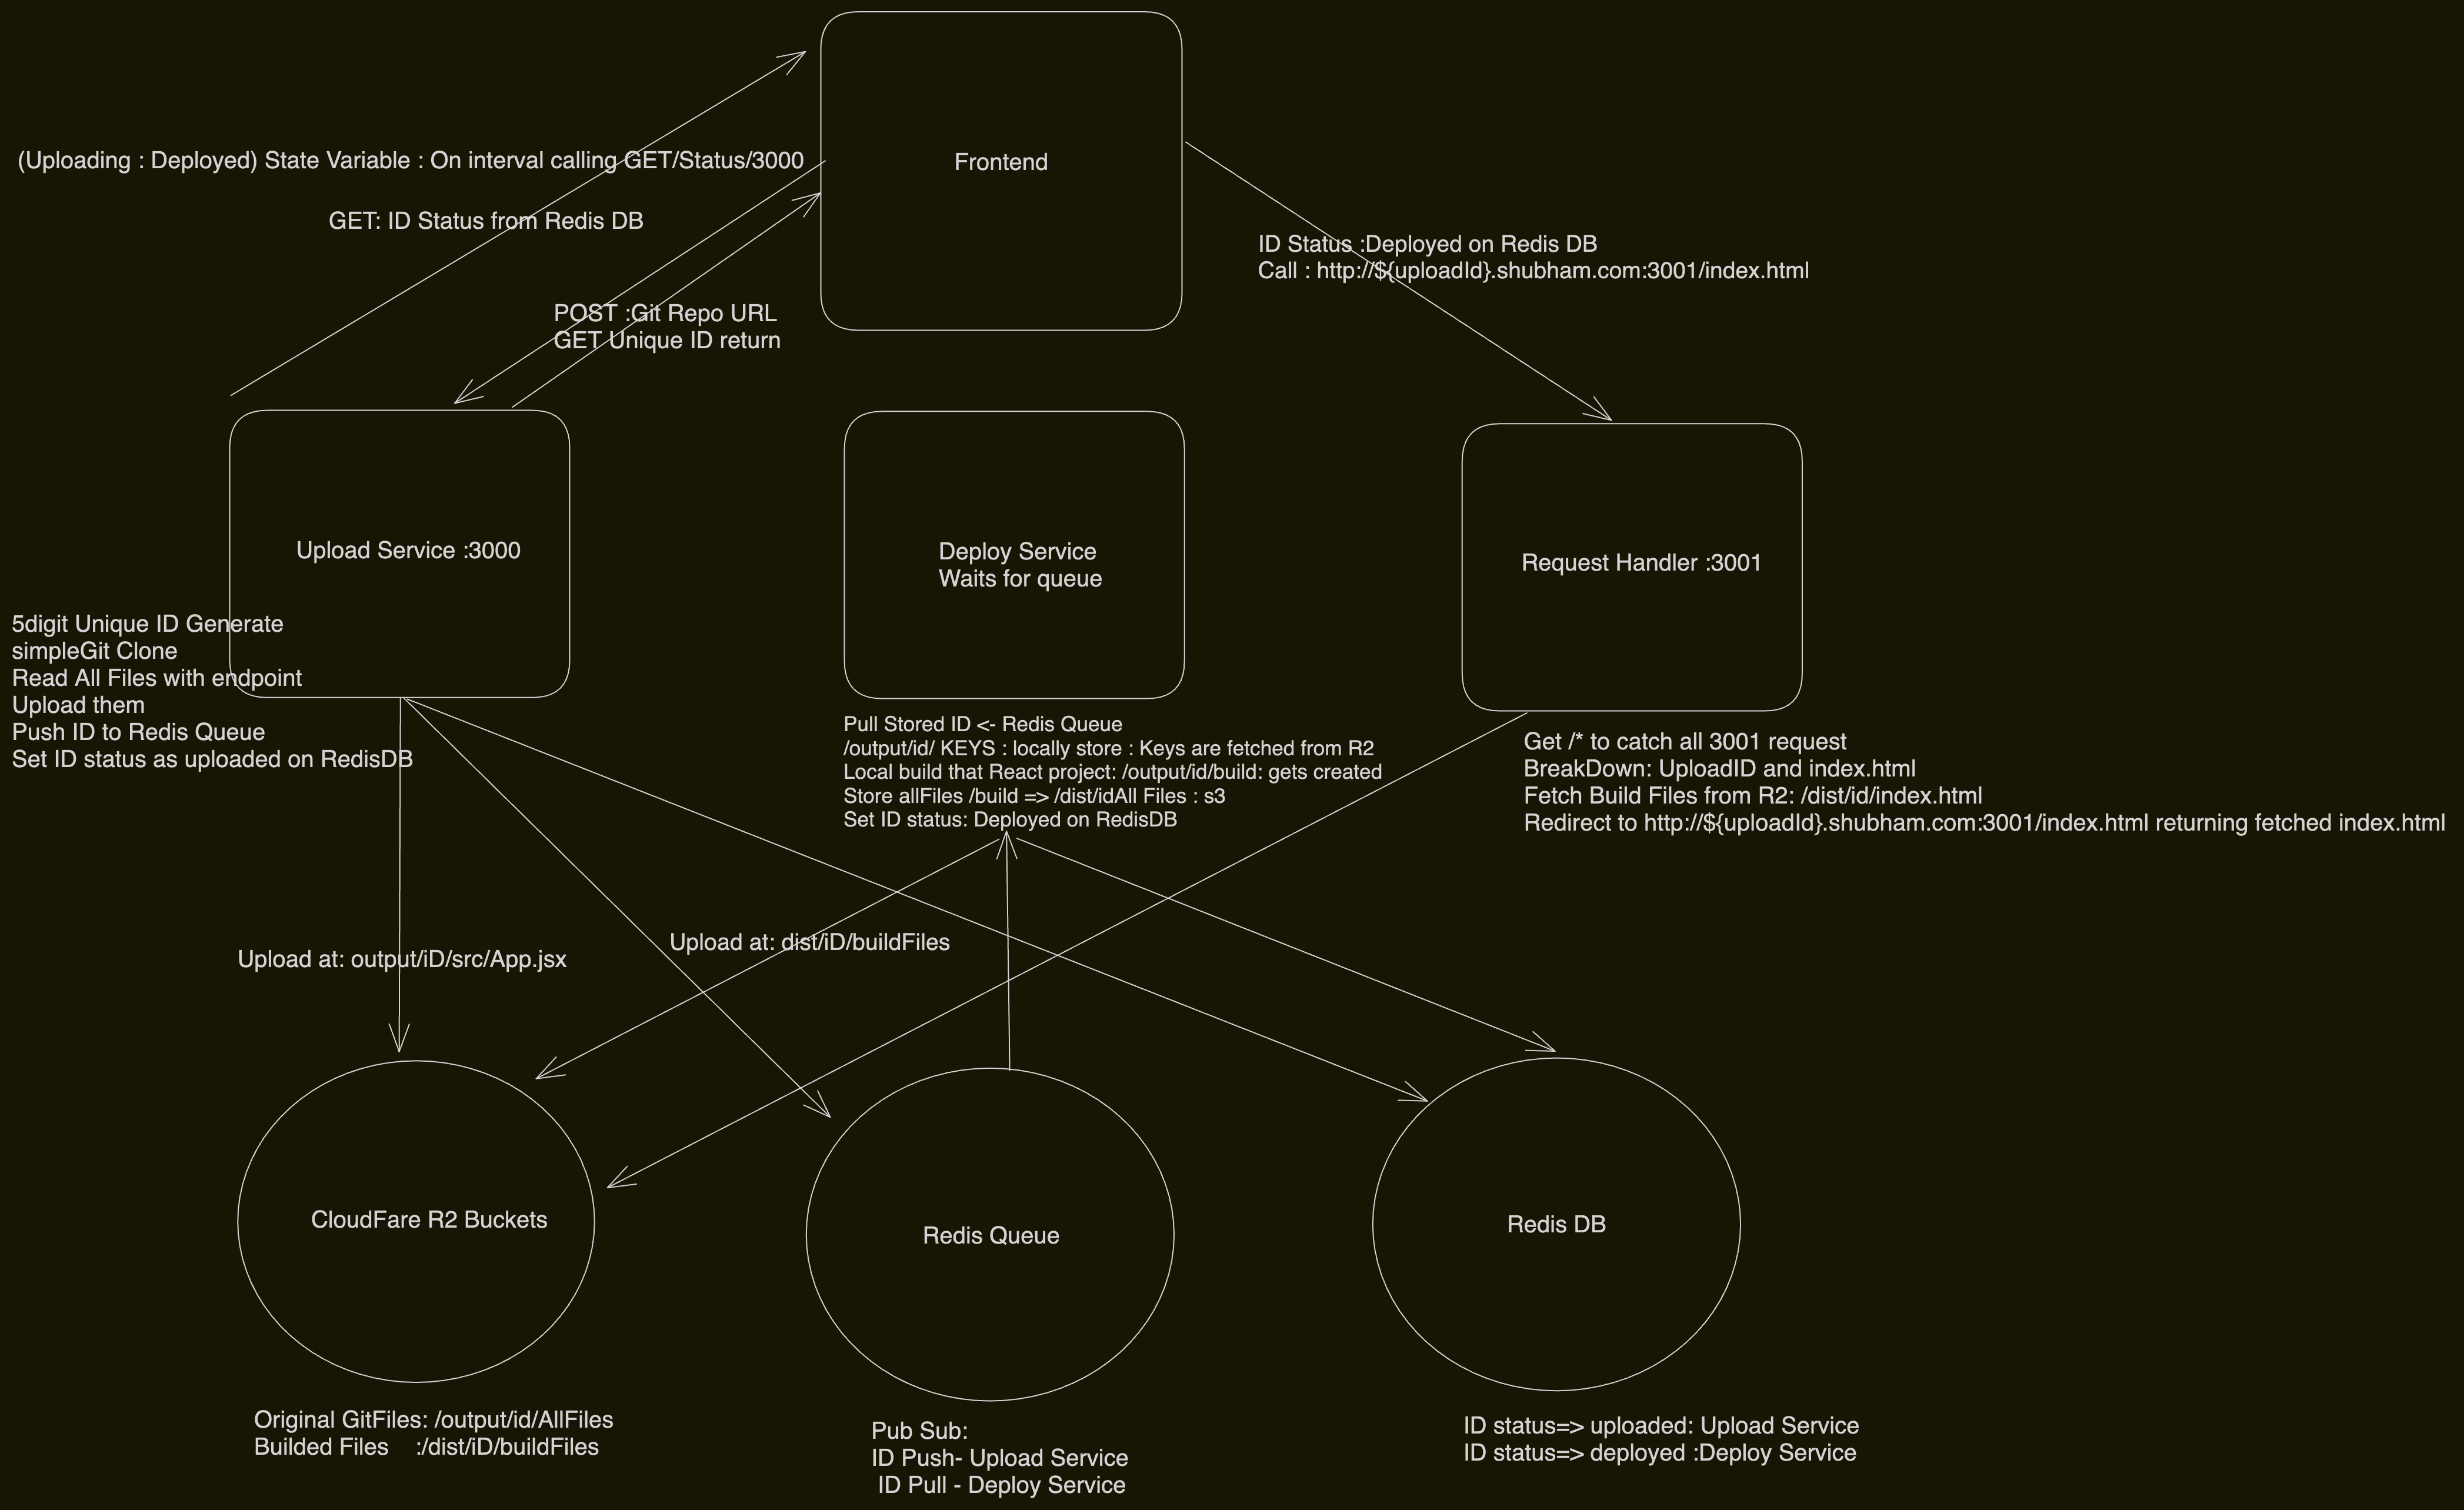 Frontend
(Uploading : Deployed) State Variable : On interval calling GET/Status/3000
GET: ID Status from Redis DB
ID Status :Deployed on Redis DB
Call : http://${uploadId}.shubham.com:3001/index.html
POST :Git Repo URL
GET Unique ID return
Upload Service :3000
Deploy Service
Waits for queue
Request Handler :3001
5digit Unique ID Generate
simpleGit Clone
Read All Files with endpoint
Upload them
Push ID to Redis Queue
Set ID status as uploaded on RedisDB
Pull Stored ID <- Redis Queue
/output/id/ KEYS : locally store : Keys are fetched from R2
Local build that React project: /output/id/build: gets created
Store allFiles /build => /dist/idAll Files : s3
Set ID status: Deployed on RedisDB
Get /* to catch all 3001 request
BreakDown: UploadID and index.html
Fetch Build Files from R2: /dist/id/index.html
Redirect to http://${uploadId}.shubham.com:3001/index.html returning fetched index.html
Upload at: output/iD/src/App.jsx
Upload at: dist/iD/buildFiles
CloudFare R2 Buckets
Redis Queue
Redis DB
Original GitFiles: /output/id/AllFiles
Builded Files    :/dist/iD/buildFiles
Pub Sub:
ID Push- Upload Service
ID Pull - Deploy Service
ID status=> uploaded: Upload Service
ID status=> deployed :Deploy Service